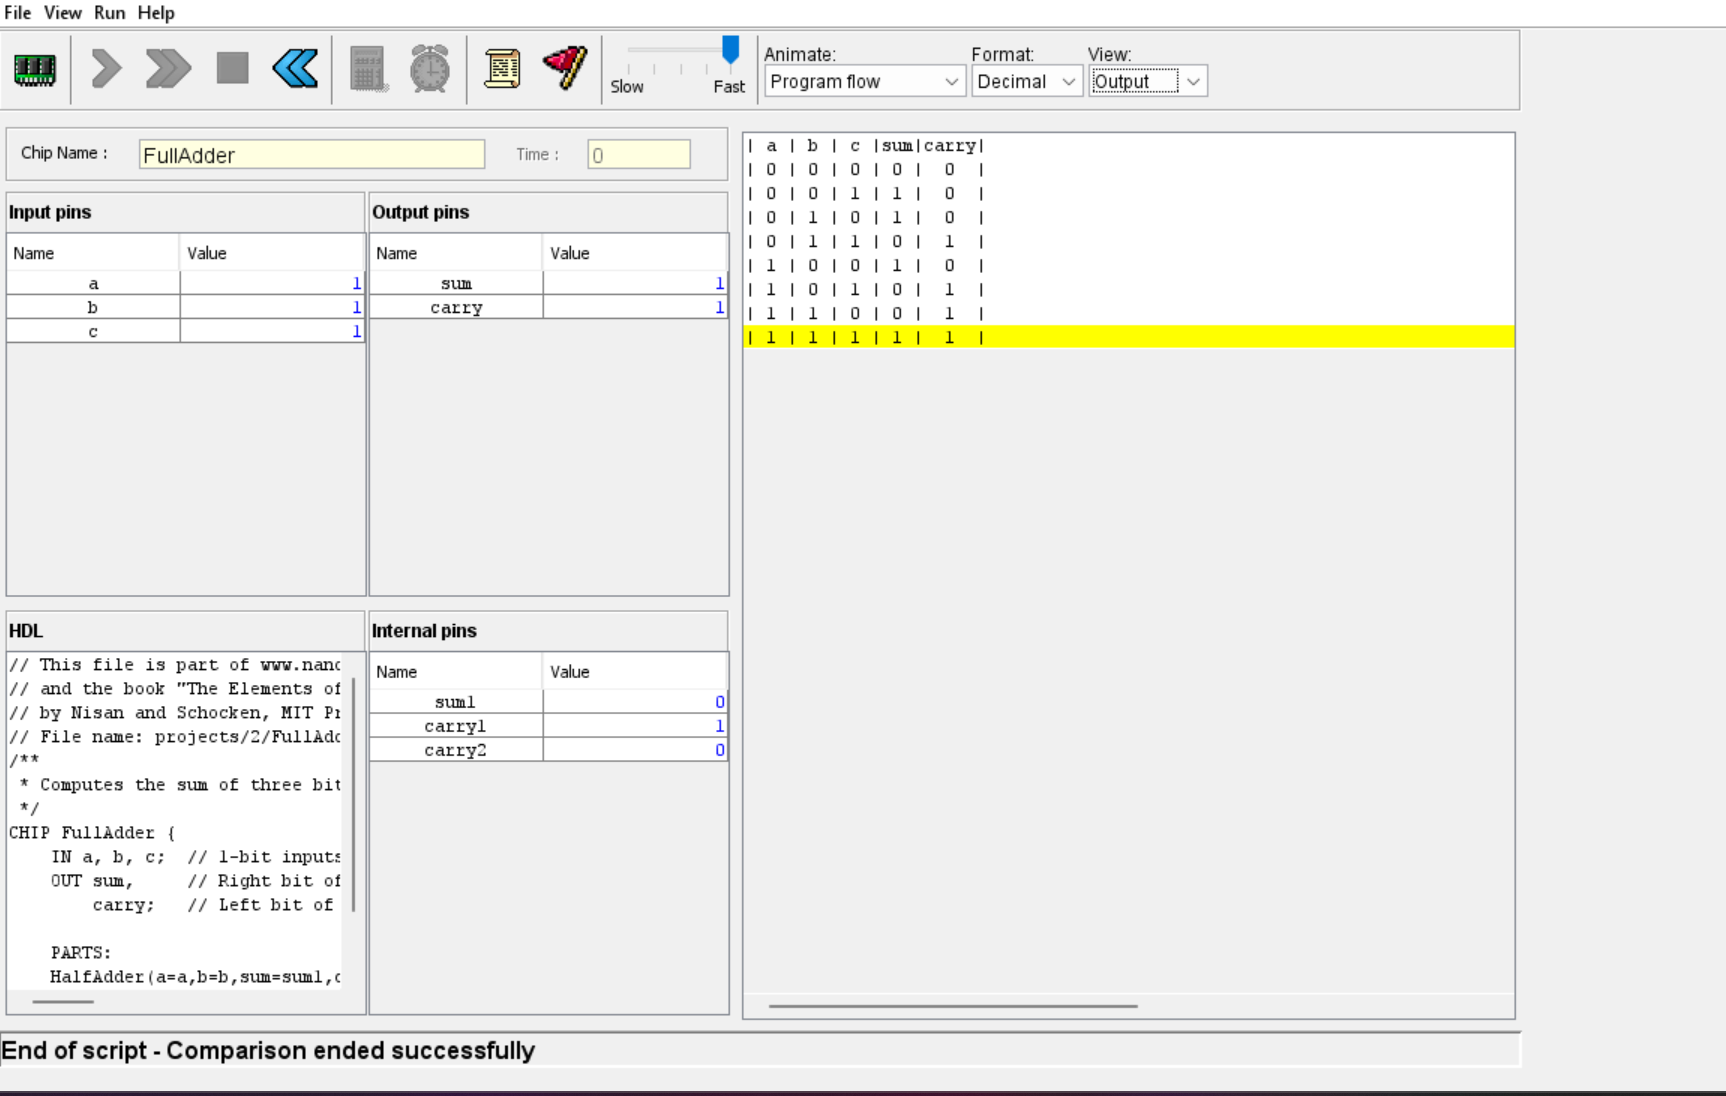 File View Run Help
Animate: Format: View:
Slow Fast Program flow Decimal Output
Chip Name : FullAdder Time : 0
Input pins
Name Value
a 1
b 1
c 1
Output pins
Name Value
sum 1
carry 1
| a | b | c |sum|carry|
| 0 | 0 | 0 | 0 | 0 |
| 0 | 0 | 1 | 1 | 0 |
| 0 | 1 | 0 | 1 | 0 |
| 0 | 1 | 1 | 0 | 1 |
| 1 | 0 | 0 | 1 | 0 |
| 1 | 0 | 1 | 0 | 1 |
| 1 | 1 | 0 | 0 | 1 |
| 1 | 1 | 1 | 1 | 1 |
HDL
// This file is part of www.nand
// and the book "The Elements of
// by Nisan and Schocken, MIT Pr
// File name: projects/2/FullAdd
/**
* Computes the sum of three bit
*/
CHIP FullAdder {
IN a, b, c; // 1-bit inputs
OUT sum, // Right bit of
carry; // Left bit of
PARTS:
HalfAdder(a=a,b=b,sum=sum1,c
Internal pins
Name Value
sum1 0
carry1 1
carry2 0
End of script - Comparison ended successfully